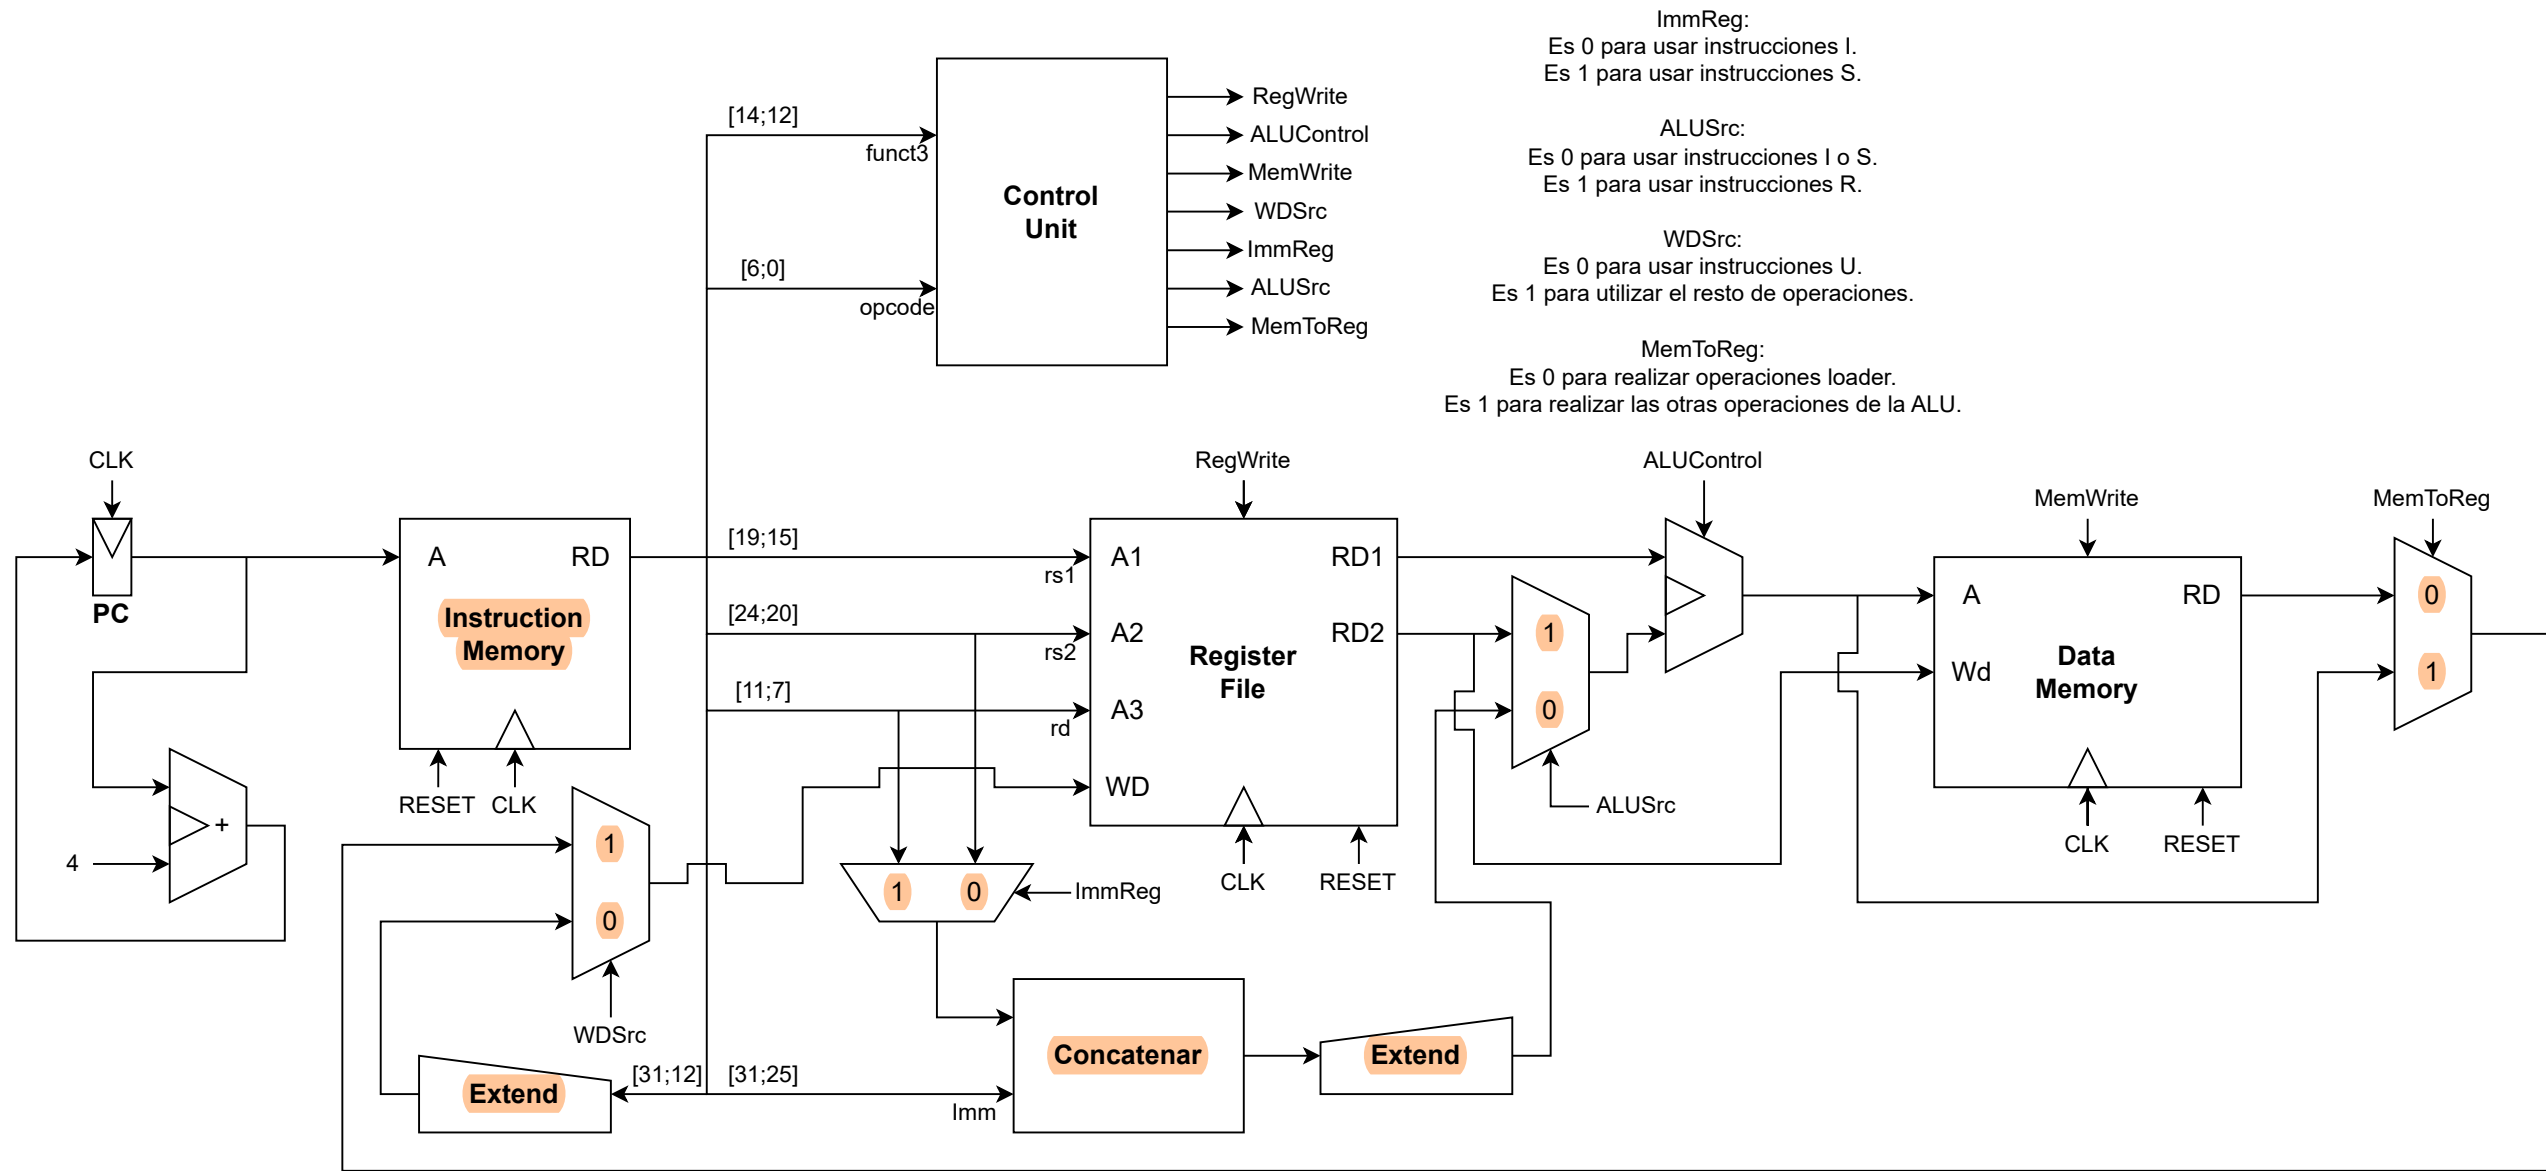 ImmReg:
Es 0 para usar instrucciones I.
Es 1 para usar instrucciones S.
ALUSrc:
Es 0 para usar instrucciones I o S.
Es 1 para usar instrucciones R.
WDSrc:
Es 0 para usar instrucciones U.
Es 1 para utilizar el resto de operaciones.
MemToReg:
Es 0 para realizar operaciones loader.
Es 1 para realizar las otras operaciones de la ALU.
[14;12]
funct3
[6;0]
opcode
Control
Unit
RegWrite
ALUControl
MemWrite
WDSrc
ImmReg
ALUSrc
MemToReg
CLK
PC
4
+
A
RD
Instruction
Memory
RESET
CLK
[19;15]
rs1
[24;20]
rs2
[11;7]
rd
RegWrite
A1
A2
A3
WD
RD1
RD2
Register
File
CLK
RESET
1
0
ALUSrc
ALUControl
MemWrite
A
RD
Wd
Data
Memory
CLK
RESET
MemToReg
0
1
1
0
WDSrc
1
0
ImmReg
Extend
[31;12]
[31;25]
Imm
Concatenar
Extend